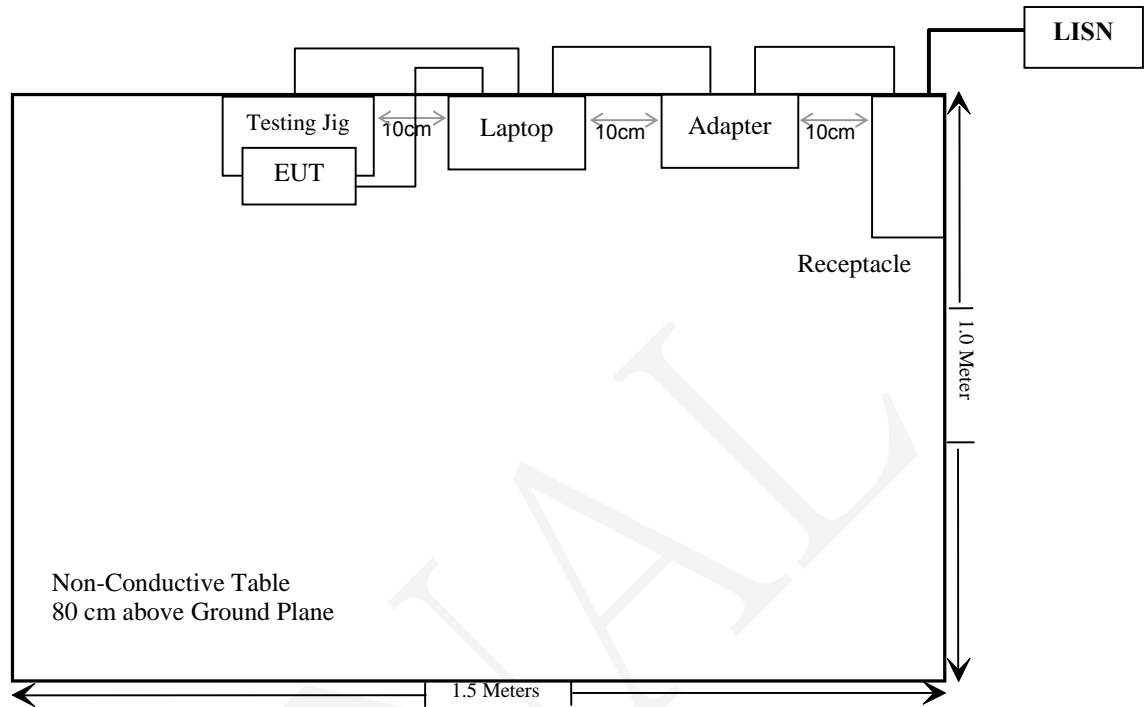 LISN
Testing Jig
10cm
Laptop
10cm
Adapter
10cm
EUT
Receptacle
1.0 Meter
Non-Conductive Table
80 cm above Ground Plane
1.5 Meters